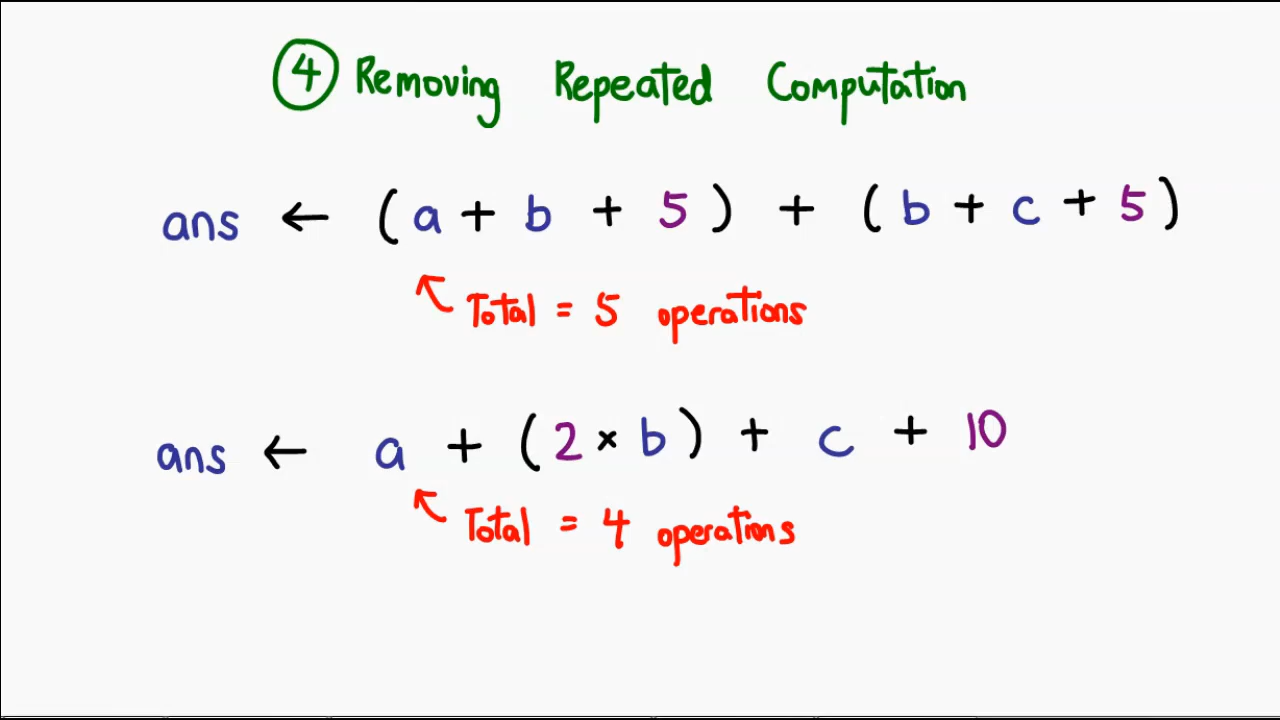 ④ Removing Repeated Computation
ans ← (a + b + 5) + (b + c + 5)
Total = 5 operations
ans ← a + (2 × b) + c + 10
Total = 4 operations